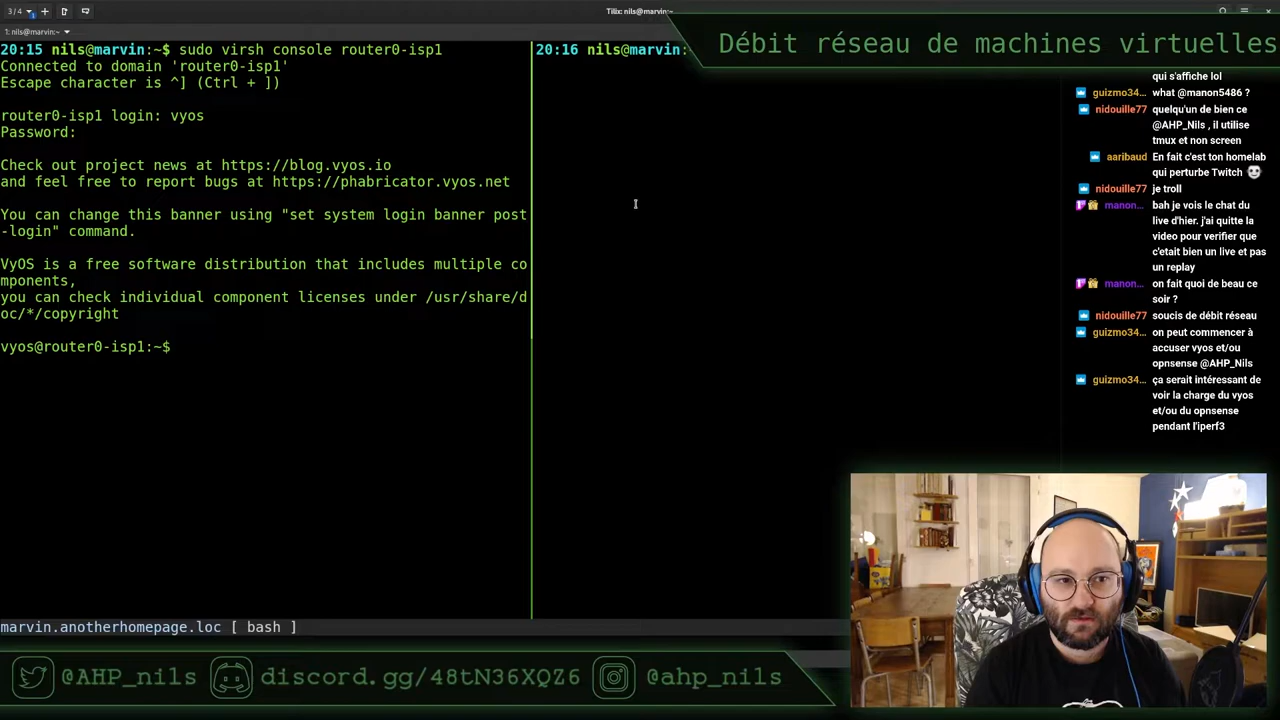 3/4
1
Tilix: nils@marvin:~
1: nils@marvin:~
20:15 nils@marvin:~$ sudo virsh console router0-isp1
Connected to domain 'router0-isp1'
Escape character is ^] (Ctrl + ])
router0-isp1 login: vyos
Password:
Check out project news at https://blog.vyos.io
and feel free to report bugs at https://phabricator.vyos.net
You can change this banner using "set system login banner post
-login" command.
VyOS is a free software distribution that includes multiple co
mponents,
you can check individual component licenses under /usr/share/d
oc/*/copyright
vyos@router0-isp1:~$
20:16 nils@marvin:
Débit réseau de machines virtuelles
qui s'affiche lol
guizmo34... what @manon5486 ?
nidouille77 quelqu'un de bien ce
@AHP_Nils , il utilise
tmux et non screen
aaribaud En fait c'est ton homelab
qui perturbe Twitch
nidouille77 je troll
manon... bah je vois le chat du
live d'hier. j'ai quitte la
video pour verifier que
c'etait bien un live et pas
un replay
manon... on fait quoi de beau ce
soir ?
nidouille77 soucis de débit réseau
guizmo34... on peut commencer à
accuser vyos et/ou
opnsense @AHP_Nils
guizmo34... ça serait intéressant de
voir la charge du vyos
et/ou du opnsense
pendant l'iperf3
marvin.anotherhomepage.loc [ bash ]
@AHP_nils
discord.gg/48tN36XQZ6
@ahp_nils